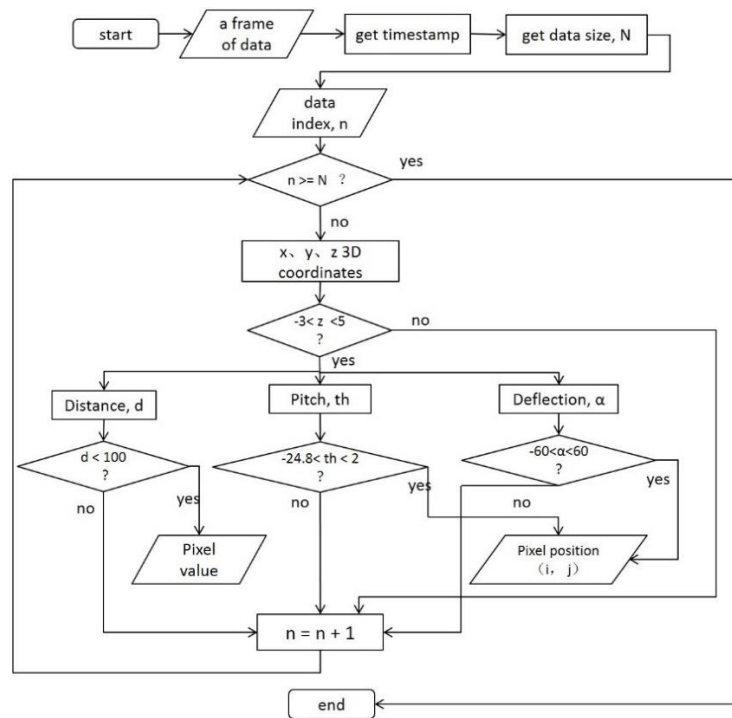 start
a frame
of data
get timestamp
get data size, N
data
index, n
n >= N ?
yes
no
x、y、z 3D
coordinates
-3< z <5
?
no
yes
Distance, d
Pitch, th
Deflection, α
d < 100
?
-24.8< th < 2
?
-60<α<60
?
no
yes
no
yes
no
yes
Pixel
value
Pixel position
（i， j）
n = n + 1
end